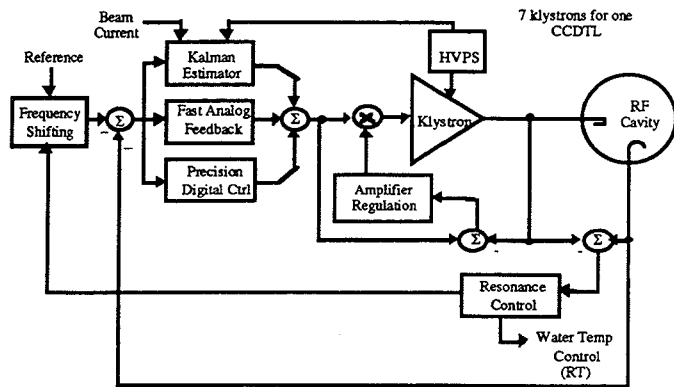 Beam
Current
7 klystrons for one
CCDTL
Reference
Kalman
Estimator
HVPS
Frequency
Shifting
Σ
Fast Analog
Feedback
Σ
Klystron
RF
Cavity
Precision
Digital Ctrl
Amplifier
Regulation
Σ
Σ
Resonance
Control
Water Temp
Control
(RT)